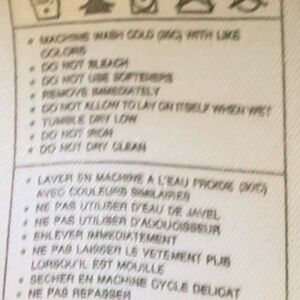 • MACHINE WASH COLD (30C) WITH LIKE
COLORS
• DO NOT BLEACH
• DO NOT USE SOFTENERS
• REMOVE IMMEDIATELY
• DO NOT ALLOW TO LAY ON ITSELF WHEN WET
• TUMBLE DRY LOW
• DO NOT IRON
• DO NOT DRY CLEAN
• LAVER EN MACHINE A L'EAU FROIDE (30C)
AVEC COULEURS SIMILAIRES
• NE PAS UTILISER D'EAU DE JAVEL
• NE PAS UTILISER D'ADOUCISSEUR
• ENLEVER IMMEDIATEMENT
• NE PAS LAISSER LE VETEMENT PLIE
LORSQU'IL EST MOUILLE
• SECHER EN MACHINE CYCLE DELICAT
• NE PAS REPASSER